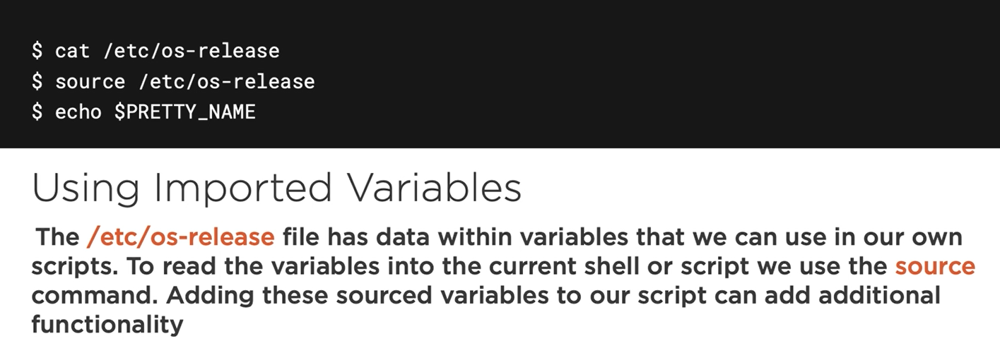 $ cat /etc/os-release
$ source /etc/os-release
$ echo $PRETTY_NAME
Using Imported Variables
The /etc/os-release file has data within variables that we can use in our own
scripts. To read the variables into the current shell or script we use the source
command. Adding these sourced variables to our script can add additional
functionality